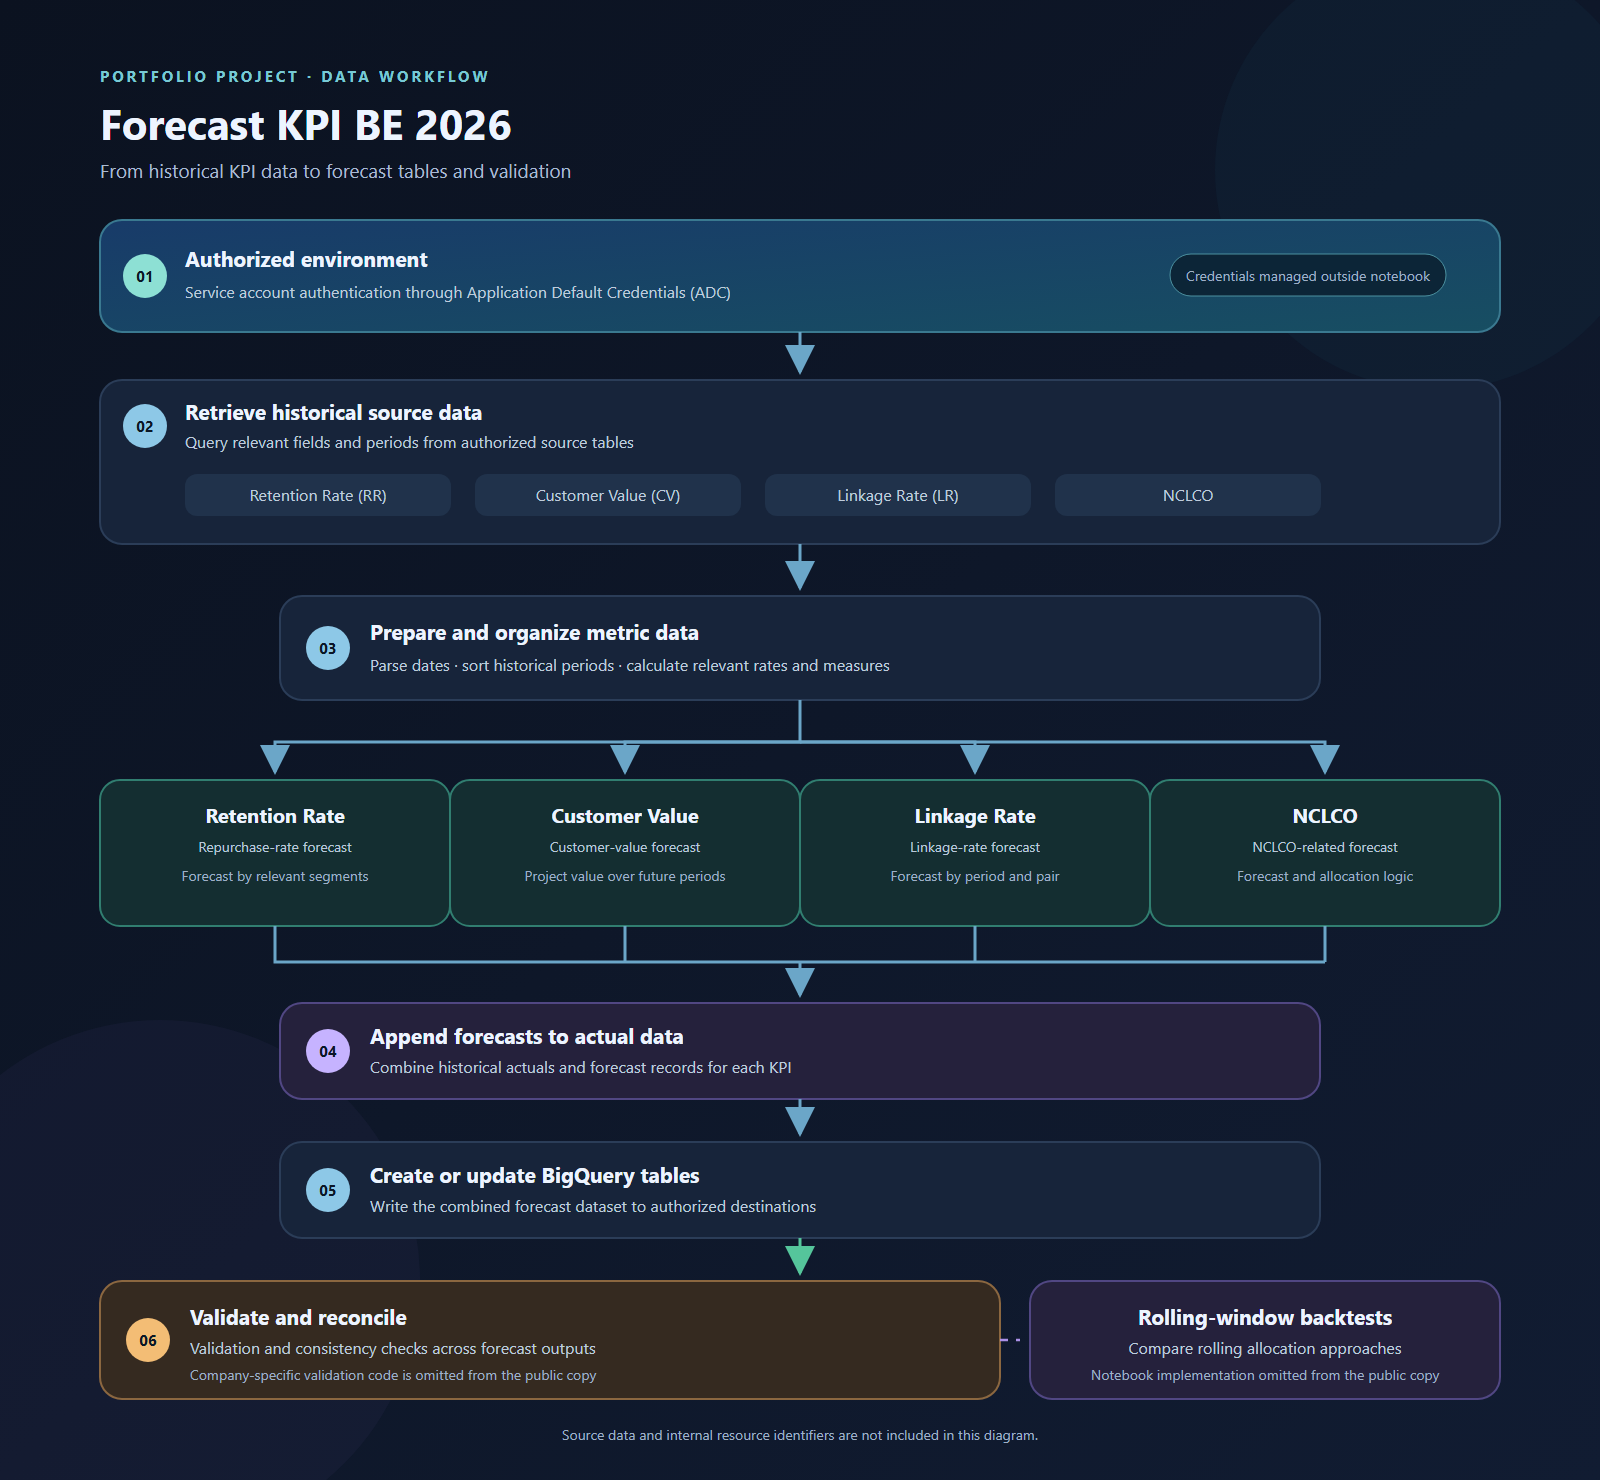 PORTFOLIO PROJECT · DATA WORKFLOW
Forecast KPI BE 2026
From historical KPI data to forecast tables and validation
01
Authorized environment
Service account authentication through Application Default Credentials (ADC)
Credentials managed outside notebook
02
Retrieve historical source data
Query relevant fields and periods from authorized source tables
Retention Rate (RR)
Customer Value (CV)
Linkage Rate (LR)
NCLCO
03
Prepare and organize metric data
Parse dates · sort historical periods · calculate relevant rates and measures
Retention Rate
Repurchase-rate forecast
Forecast by relevant segments
Customer Value
Customer-value forecast
Project value over future periods
Linkage Rate
Linkage-rate forecast
Forecast by period and pair
NCLCO
NCLCO-related forecast
Forecast and allocation logic
04
Append forecasts to actual data
Combine historical actuals and forecast records for each KPI
05
Create or update BigQuery tables
Write the combined forecast dataset to authorized destinations
06
Validate and reconcile
Validation and consistency checks across forecast outputs
Company-specific validation code is omitted from the public copy
Rolling-window backtests
Compare rolling allocation approaches
Notebook implementation omitted from the public copy
Source data and internal resource identifiers are not included in this diagram.